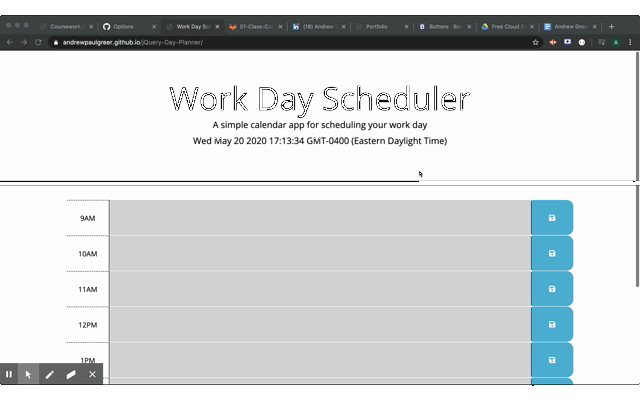 Coursework
Options
Work Day Sc
01-Class-Co
(18) Andrew
Portfolio
Buttons - Bo
Free Cloud S
Andrew Gree
andrewpaulgreer.github.io/jQuery-Day-Planner/
Work Day Scheduler
A simple calendar app for scheduling your work day
Wed May 20 2020 17:13:34 GMT-0400 (Eastern Daylight Time)
9AM
10AM
11AM
12PM
1PM